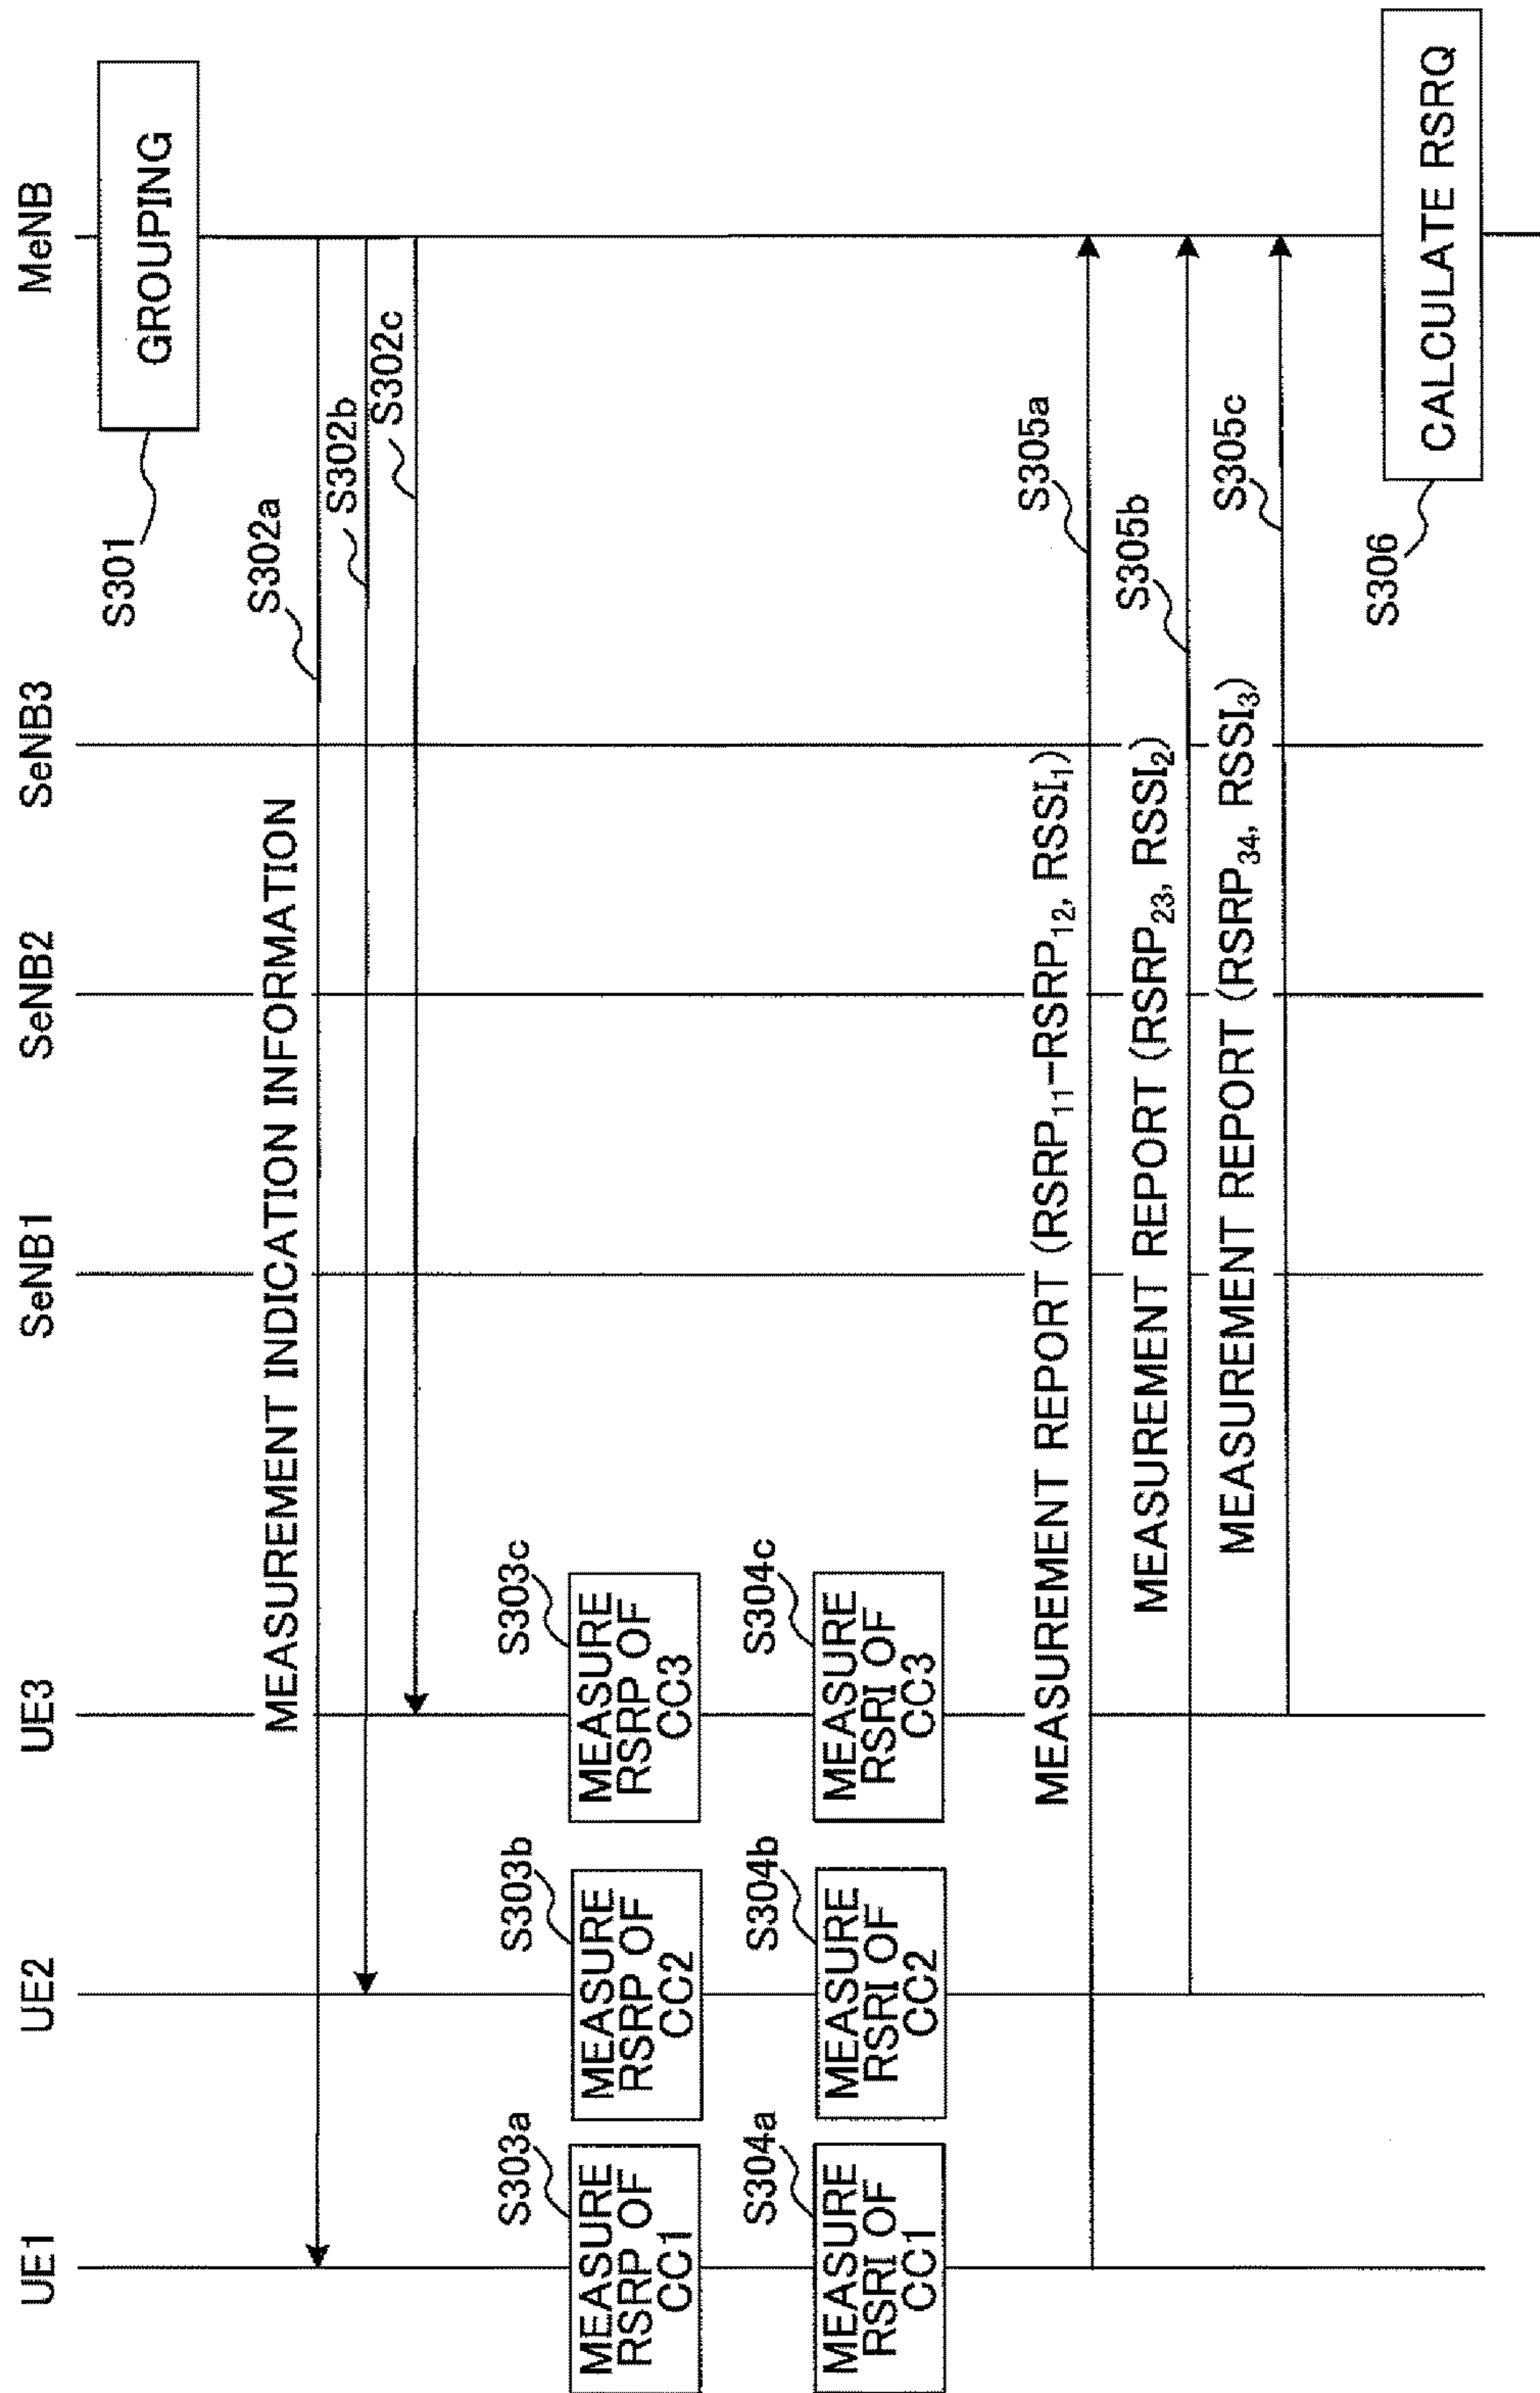 UE1
UE2
UE3
SeNB1
SeNB2
SeNB3
MeNB
GROUPING
S301
MEASUREMENT INDICATION INFORMATION
S302a
S302b
S302c
S303a
S303b
S303c
MEASURE
RSRP OF
CC1
MEASURE
RSRP OF
CC2
MEASURE
RSRP OF
CC3
S304a
S304b
S304c
MEASURE
RSRI OF
CC1
MEASURE
RSRI OF
CC2
MEASURE
RSRI OF
CC3
MEASUREMENT REPORT (RSRP₁₁-RSRP₁₂, RSSI₁)
S305a
MEASUREMENT REPORT (RSRP₂₃, RSSI₂)
S305b
MEASUREMENT REPORT (RSRP₃₄, RSSI₃)
S305c
S306
CALCULATE RSRQ